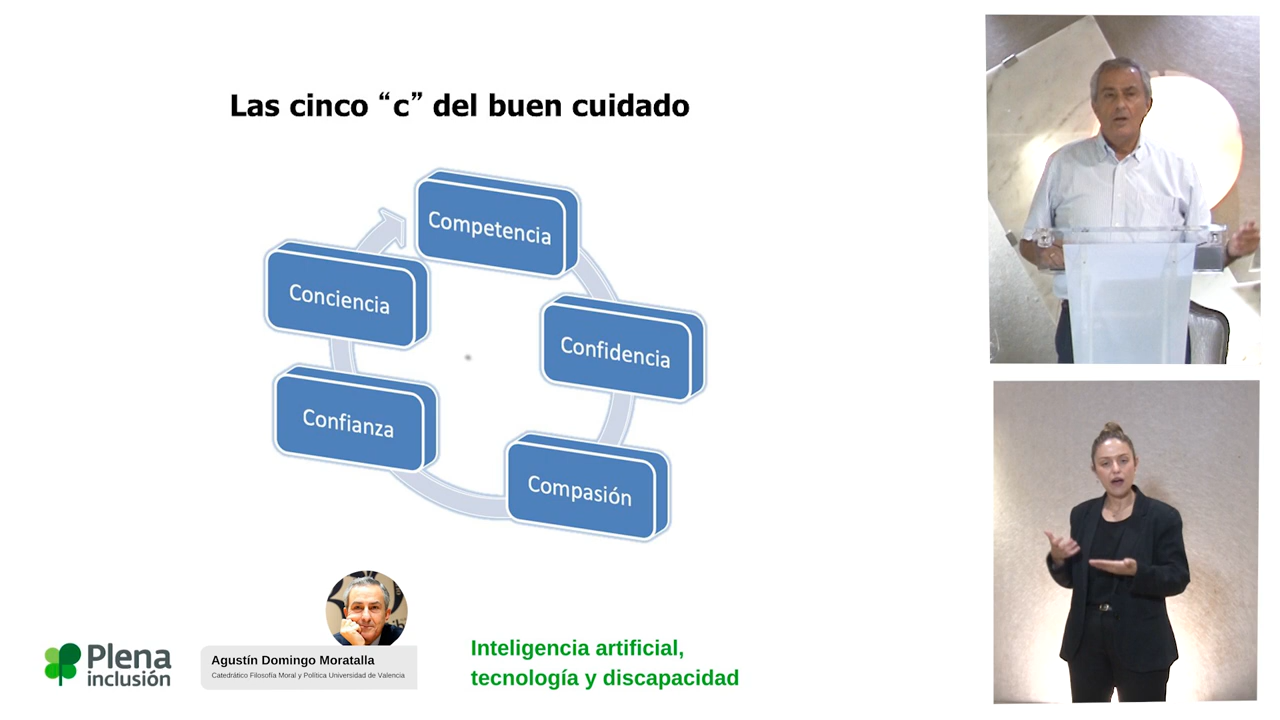 Las cinco “c” del buen cuidado
Competencia
Confidencia
Compasión
Confianza
Conciencia
Plena
inclusión
Agustín Domingo Moratalla
Catedrático Filosofía Moral y Política Universidad de Valencia
Inteligencia artificial,
tecnología y discapacidad